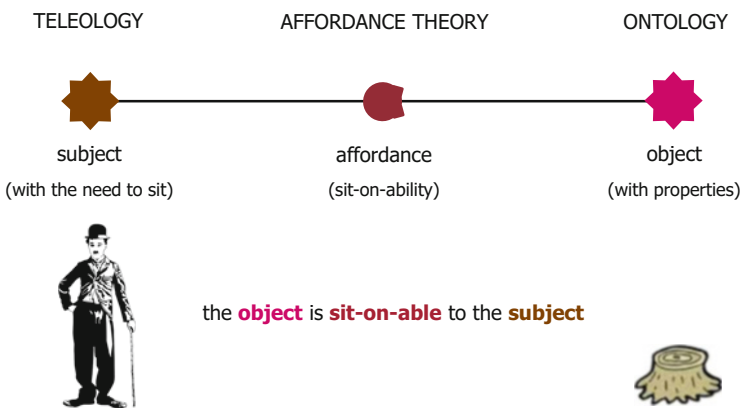 TELEOLOGY AFFORDANCE THEORY ONTOLOGY
subject affordance object
(with the need to sit) (sit-on-ability) (with properties)
the object is sit-on-able to the subject